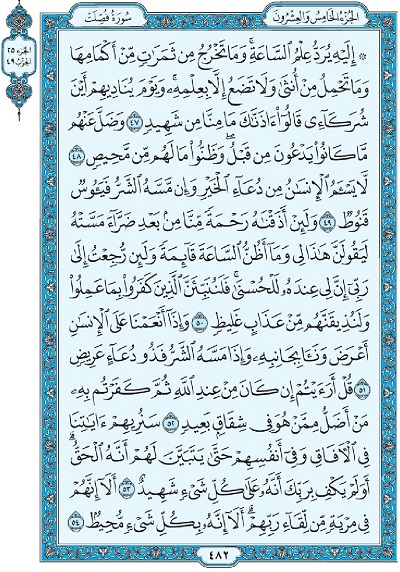 الجزء الخامس والعشرون
سورة فصلت
الجزء ٢٥
الحزب ٤٩
۞ إِلَيْهِ يُرَدُّ عِلْمُ ٱلسَّاعَةِ ۚ وَمَا تَخْرُجُ مِن ثَمَرَٰتٍ مِّنْ أَكْمَامِهَا
وَمَا تَحْمِلُ مِنْ أُنثَىٰ وَلَا تَضَعُ إِلَّا بِعِلْمِهِۦ ۚ وَيَوْمَ يُنَادِيهِمْ أَيْنَ
شُرَكَآءِى قَالُوٓا۟ ءَاذَنَّٰكَ مَا مِنَّا مِن شَهِيدٍ ٤٧ وَضَلَّ عَنْهُم
مَّا كَانُوا۟ يَدْعُونَ مِن قَبْلُ ۖ وَظَنُّوا۟ مَا لَهُم مِّن مَّحِيصٍ ٤٨
لَّا يَسْـَٔمُ ٱلْإِنسَٰنُ مِن دُعَآءِ ٱلْخَيْرِ وَإِن مَّسَّهُ ٱلشَّرُّ فَيَـُٔوسٌ
قَنُوطٌ ٤٩ وَلَئِنْ أَذَقْنَٰهُ رَحْمَةً مِّنَّا مِنۢ بَعْدِ ضَرَّآءَ مَسَّتْهُ
لَيَقُولَنَّ هَٰذَا لِى وَمَآ أَظُنُّ ٱلسَّاعَةَ قَآئِمَةً وَلَئِن رُّجِعْتُ إِلَىٰ
رَبِّىٓ إِنَّ لِى عِندَهُۥ لَلْحُسْنَىٰ ۚ فَلَنُنَبِّئَنَّ ٱلَّذِينَ كَفَرُوا۟ بِمَا عَمِلُوا۟
وَلَنُذِيقَنَّهُم مِّنْ عَذَابٍ غَلِيظٍ ٥٠ وَإِذَآ أَنْعَمْنَا عَلَى ٱلْإِنسَٰنِ
أَعْرَضَ وَنَـَٔا بِجَانِبِهِۦ وَإِذَا مَسَّهُ ٱلشَّرُّ فَذُو دُعَآءٍ عَرِيضٍ
٥١ قُلْ أَرَءَيْتُمْ إِن كَانَ مِنْ عِندِ ٱللَّهِ ثُمَّ كَفَرْتُم بِهِۦ
مَنْ أَضَلُّ مِمَّنْ هُوَ فِى شِقَاقٍۭ بَعِيدٍ ٥٢ سَنُرِيهِمْ ءَايَٰتِنَا
فِى ٱلْـَٔافَاقِ وَفِىٓ أَنفُسِهِمْ حَتَّىٰ يَتَبَيَّنَ لَهُمْ أَنَّهُ ٱلْحَقُّ ۗ
أَوَلَمْ يَكْفِ بِرَبِّكَ أَنَّهُۥ عَلَىٰ كُلِّ شَىْءٍ شَهِيدٌ ٥٣ أَلَآ إِنَّهُمْ
فِى مِرْيَةٍ مِّن لِّقَآءِ رَبِّهِمْ ۗ أَلَآ إِنَّهُۥ بِكُلِّ شَىْءٍ مُّحِيطٌۢ ٥٤
٤٨٢